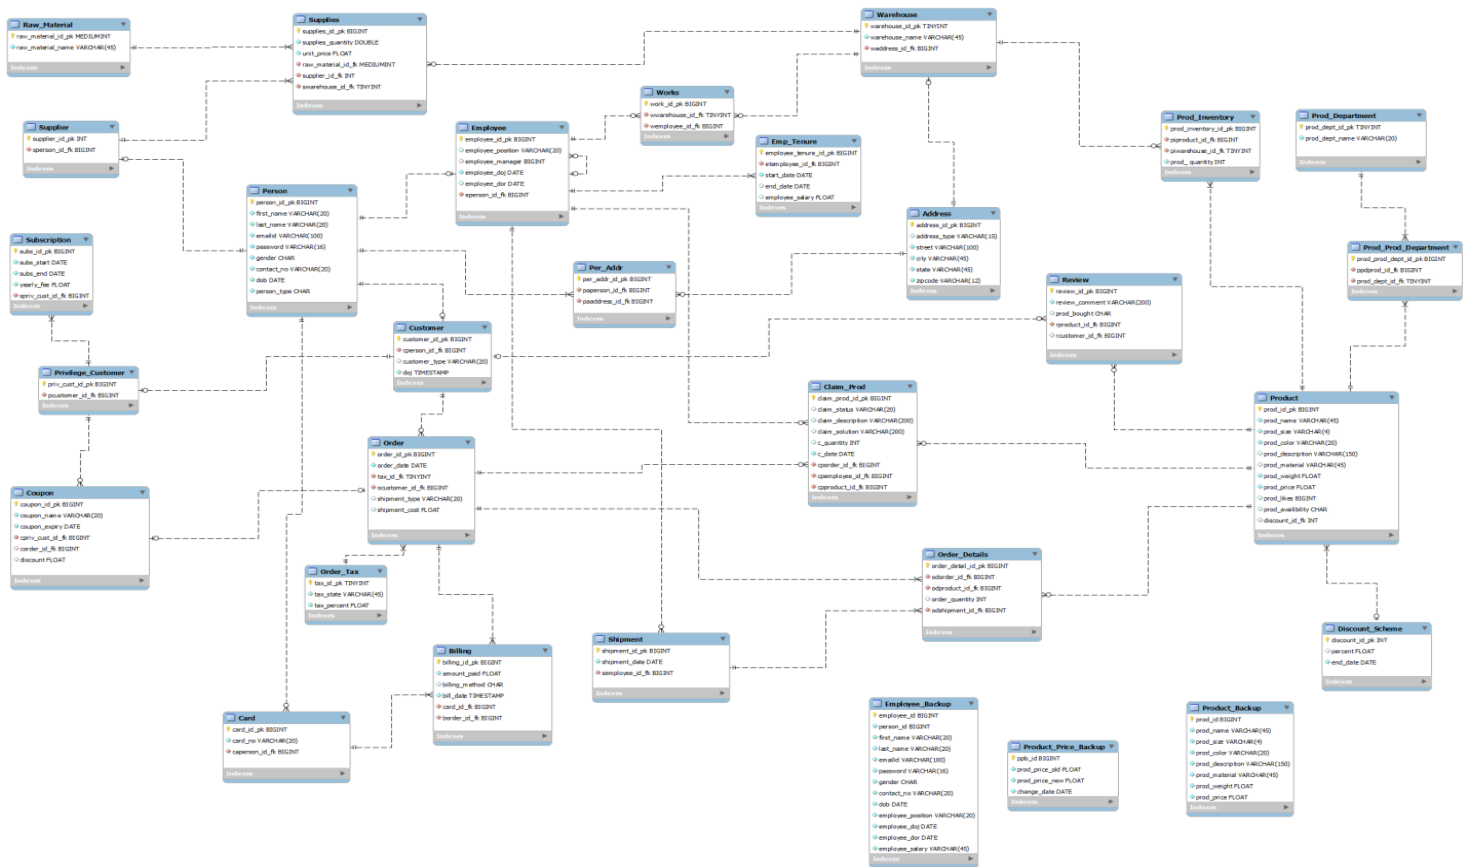 Raw_Material
raw_material_id_pk MEDIUMINT
raw_material_name VARCHAR(45)
Indexes
Supplies
supplies_id_pk BIGINT
supplies_quantity DOUBLE
unit_price FLOAT
raw_material_id_fk MEDIUMINT
supplier_id_fk INT
swarehouse_id_fk TINYINT
Indexes
Warehouse
warehouse_id_pk TINYINT
warehouse_name VARCHAR(45)
waddress_id_fk BIGINT
Indexes
Supplier
supplier_id_pk INT
sperson_id_fk BIGINT
Indexes
Employee
employee_id_pk BIGINT
employee_position VARCHAR(20)
employee_manager BIGINT
employee_doj DATE
employee_dor DATE
eperson_id_fk BIGINT
Indexes
Works
work_id_pk BIGINT
wwarehouse_id_fk TINYINT
wemployee_id_fk BIGINT
Indexes
Emp_Tenure
employee_tenure_id_pk BIGINT
etemployee_id_fk BIGINT
start_date DATE
end_date DATE
employee_salary FLOAT
Indexes
Prod_Inventory
prod_inventory_id_pk BIGINT
piproduct_id_fk BIGINT
piwarehouse_id_fk TINYINT
prod_ quantity INT
Indexes
Prod_Department
prod_dept_id_pk TINYINT
prod_dept_name VARCHAR(20)
Indexes
Person
person_id_pk BIGINT
first_name VARCHAR(20)
last_name VARCHAR(20)
emailid VARCHAR(100)
password VARCHAR(16)
gender CHAR
contact_no VARCHAR(20)
dob DATE
person_type CHAR
Indexes
Subscription
subs_id_pk BIGINT
subs_start DATE
subs_end DATE
yearly_fee FLOAT
spriv_cust_id_fk BIGINT
Indexes
Per_Addr
per_addr_id_pk BIGINT
paperson_id_fk BIGINT
paaddress_id_fk BIGINT
Indexes
Address
address_id_pk BIGINT
address_type VARCHAR(15)
street VARCHAR(100)
city VARCHAR(45)
state VARCHAR(45)
zipcode VARCHAR(12)
Indexes
Prod_Prod_Department
prod_prod_dept_id_pk BIGINT
ppdprod_id_fk BIGINT
prod_dept_id_fk TINYINT
Indexes
Review
review_id_pk BIGINT
review_comment VARCHAR(200)
prod_bought CHAR
rproduct_id_fk BIGINT
rcustomer_id_fk BIGINT
Indexes
Customer
customer_id_pk BIGINT
cperson_id_fk BIGINT
customer_type VARCHAR(20)
doj TIMESTAMP
Indexes
Privilege_Customer
priv_cust_id_pk BIGINT
pcustomer_id_fk BIGINT
Indexes
Claim_Prod
claim_prod_id_pk BIGINT
claim_status VARCHAR(20)
claim_description VARCHAR(200)
claim_solution VARCHAR(200)
c_quantity INT
c_date DATE
cporder_id_fk BIGINT
cpemployee_id_fk BIGINT
cpproduct_id_fk BIGINT
Indexes
Product
prod_id_pk BIGINT
prod_name VARCHAR(45)
prod_size VARCHAR(4)
prod_color VARCHAR(20)
prod_description VARCHAR(150)
prod_material VARCHAR(45)
prod_weight FLOAT
prod_price FLOAT
prod_likes BIGINT
prod_availibility CHAR
discount_id_fk INT
Indexes
Order
order_id_pk BIGINT
order_date DATE
tax_id_fk TINYINT
ocustomer_id_fk BIGINT
shipment_type VARCHAR(20)
shipment_cost FLOAT
Indexes
Coupon
coupon_id_pk BIGINT
coupon_name VARCHAR(20)
coupon_expiry DATE
cpriv_cust_id_fk BIGINT
corder_id_fk BIGINT
discount FLOAT
Indexes
Order_Tax
tax_id_pk TINYINT
tax_state VARCHAR(45)
tax_percent FLOAT
Indexes
Order_Details
order_detail_id_pk BIGINT
odorder_id_fk BIGINT
odproduct_id_fk BIGINT
order_quantity INT
odshipment_id_fk BIGINT
Indexes
Shipment
shipment_id_pk BIGINT
shipment_date DATE
semployee_id_fk BIGINT
Indexes
Discount_Scheme
discount_id_pk INT
percent FLOAT
end_date DATE
Indexes
Billing
billing_id_pk BIGINT
amount_paid FLOAT
billing_method CHAR
bill_date TIMESTAMP
card_id_fk BIGINT
border_id_fk BIGINT
Indexes
Card
card_id_pk BIGINT
card_no VARCHAR(20)
caperson_id_fk BIGINT
Indexes
Employee_Backup
employee_id BIGINT
person_id BIGINT
first_name VARCHAR(20)
last_name VARCHAR(20)
emailid VARCHAR(100)
password VARCHAR(16)
gender CHAR
contact_no VARCHAR(20)
dob DATE
employee_position VARCHAR(20)
employee_doj DATE
employee_dor DATE
employee_salary VARCHAR(45)
Indexes
Product_Price_Backup
ppb_id BIGINT
prod_price_old FLOAT
prod_price_new FLOAT
change_date DATE
Indexes
Product_Backup
prod_id BIGINT
prod_name VARCHAR(45)
prod_size VARCHAR(4)
prod_color VARCHAR(20)
prod_description VARCHAR(150)
prod_material VARCHAR(45)
prod_weight FLOAT
prod_price FLOAT
Indexes